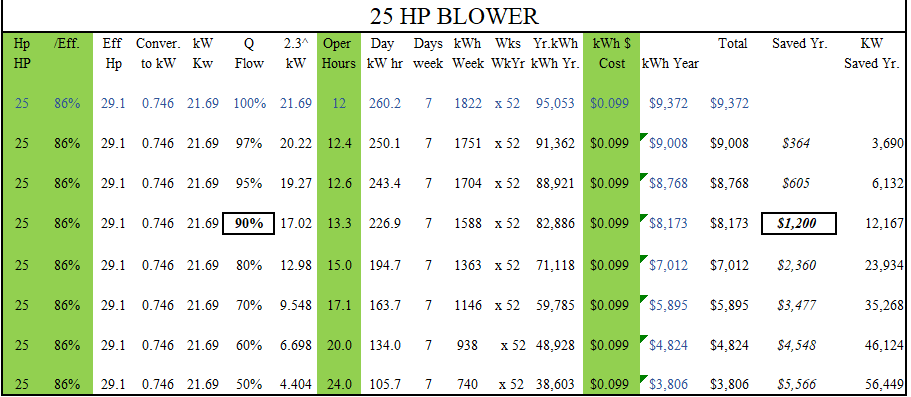 25 HP BLOWER
Hp /Eff. Eff Conver. kW Q 2.3^ Oper Day Days kWh Wks Yr.kWh kWh $ Total Saved Yr. KW
HP Hp to kW Kw Flow kW Hours kW hr week Week WkYr kWh Yr. Cost kWh Year Saved Yr.
25 86% 29.1 0.746 21.69 100% 21.69 12 260.2 7 1822 x 52 95,053 $0.099 $9,372 $9,372
25 86% 29.1 0.746 21.69 97% 20.22 12.4 250.1 7 1751 x 52 91,362 $0.099 $9,008 $9,008 $364 3,690
25 86% 29.1 0.746 21.69 95% 19.27 12.6 243.4 7 1704 x 52 88,921 $0.099 $8,768 $8,768 $605 6,132
25 86% 29.1 0.746 21.69 90% 17.02 13.3 226.9 7 1588 x 52 82,886 $0.099 $8,173 $8,173 $1,200 12,167
25 86% 29.1 0.746 21.69 80% 12.98 15.0 194.7 7 1363 x 52 71,118 $0.099 $7,012 $7,012 $2,360 23,934
25 86% 29.1 0.746 21.69 70% 9.548 17.1 163.7 7 1146 x 52 59,785 $0.099 $5,895 $5,895 $3,477 35,268
25 86% 29.1 0.746 21.69 60% 6.698 20.0 134.0 7 938 x 52 48,928 $0.099 $4,824 $4,824 $4,548 46,124
25 86% 29.1 0.746 21.69 50% 4.404 24.0 105.7 7 740 x 52 38,603 $0.099 $3,806 $3,806 $5,566 56,449